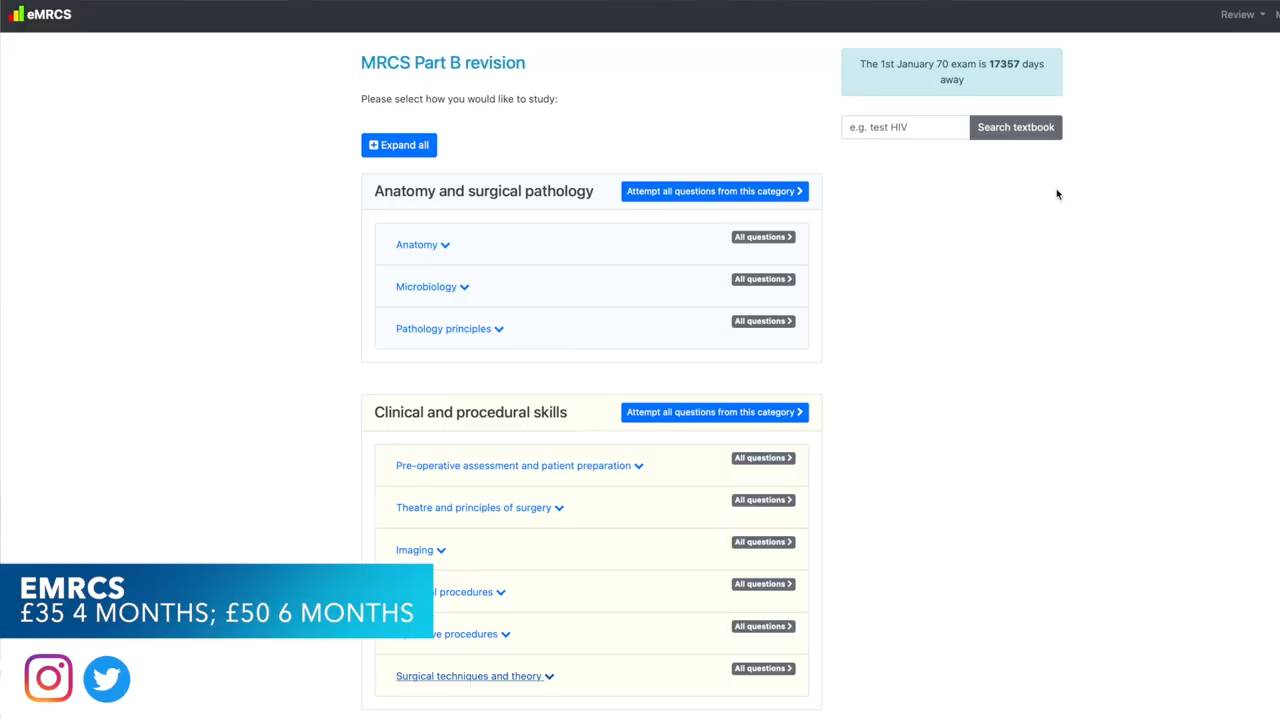 eMRCS
Review
MRCS Part B revision
The 1st January 70 exam is 17357 days
away
Please select how you would like to study:
e.g. test HIV
Search textbook
Expand all
Anatomy and surgical pathology
Attempt all questions from this category
Anatomy
All questions
Microbiology
All questions
Pathology principles
All questions
Clinical and procedural skills
Attempt all questions from this category
Pre-operative assessment and patient preparation
All questions
Theatre and principles of surgery
All questions
Imaging
All questions
procedures
All questions
procedures
All questions
Surgical techniques and theory
All questions
EMRCS
£35 4 MONTHS; £50 6 MONTHS